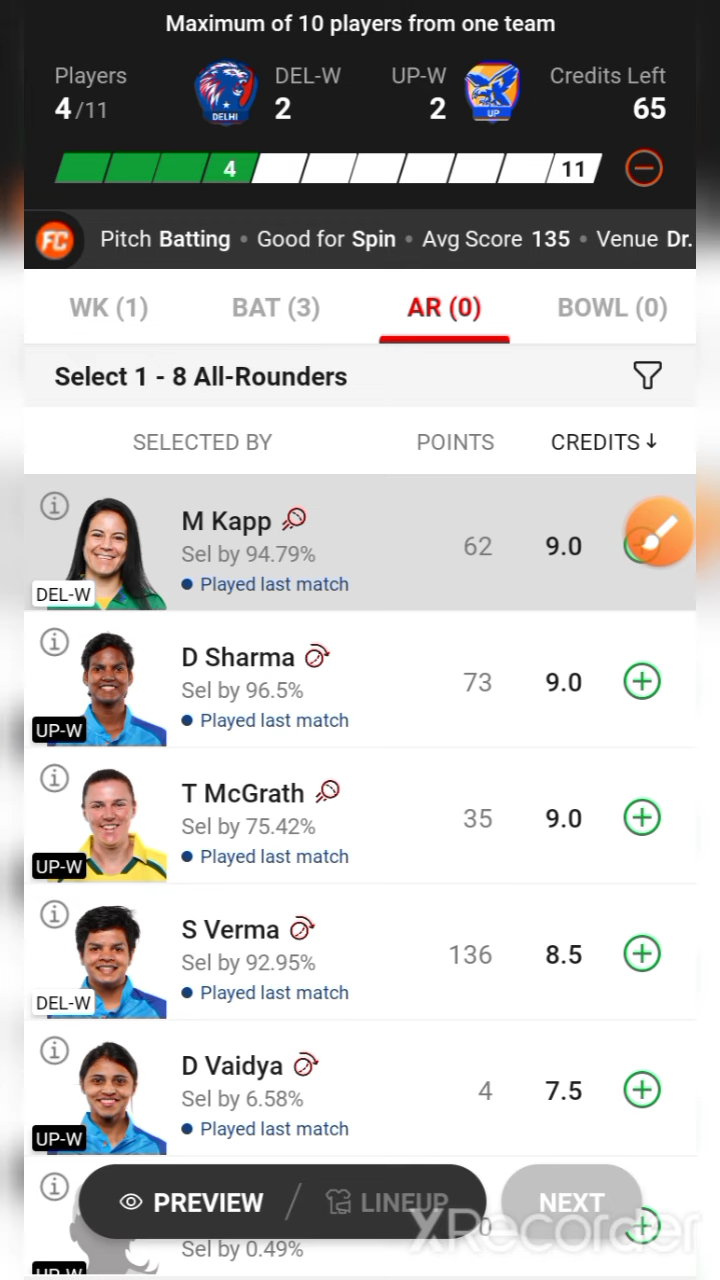 Maximum of 10 players from one team
Players DEL-W UP-W Credits Left
4/11 2 2 65
DELHI UP
4 11
FC Pitch Batting • Good for Spin • Avg Score 135 • Venue Dr.
WK (1) BAT (3) AR (0) BOWL (0)
Select 1 - 8 All-Rounders
SELECTED BY POINTS CREDITS ↓
M Kapp
Sel by 94.79% 62 9.0
Played last match
DEL-W
D Sharma
Sel by 96.5% 73 9.0
Played last match
UP-W
T McGrath
Sel by 75.42% 35 9.0
Played last match
UP-W
S Verma
Sel by 92.95% 136 8.5
Played last match
DEL-W
D Vaidya
Sel by 6.58% 4 7.5
Played last match
UP-W
PREVIEW / LINEUP NEXT
0
XRecorder
Sel by 0.49%
UP-W